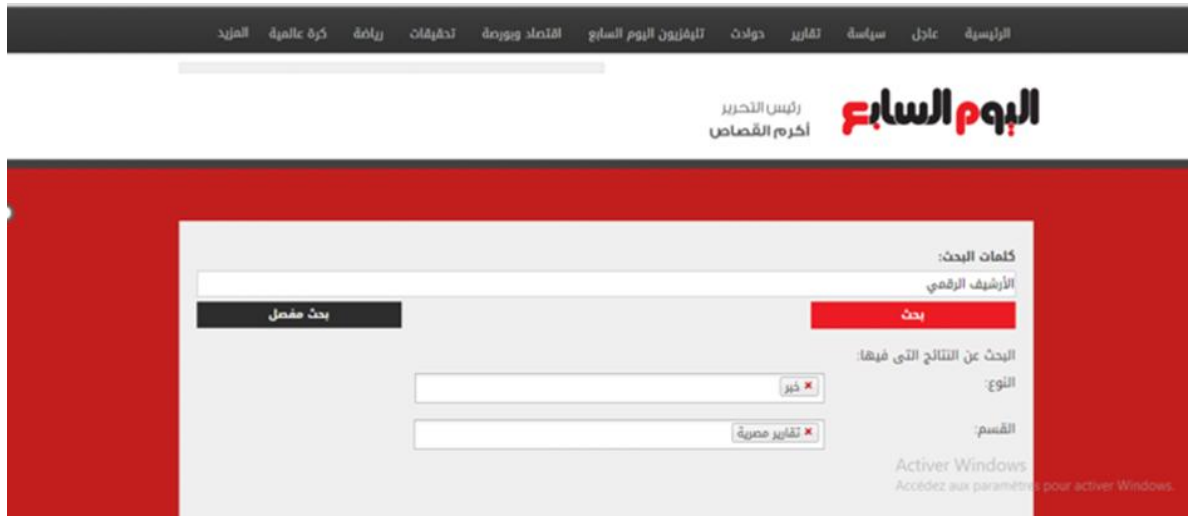 الرئيسية عاجل سياسة تقارير حوادث تليفزيون اليوم السابع اقتصاد وبورصة تحقيقات رياضة كرة عالمية المزيد
اليوم السابع
رئيس التحرير
أكرم القصاص
كلمات البحث:
الأرشيف الرقمي
بحث بحث مفصل
البحث عن النتائج التى فيها:
النوع: خبر
القسم: تقارير مصرية
Activer Windows
Accédez aux paramètres pour activer Windows.